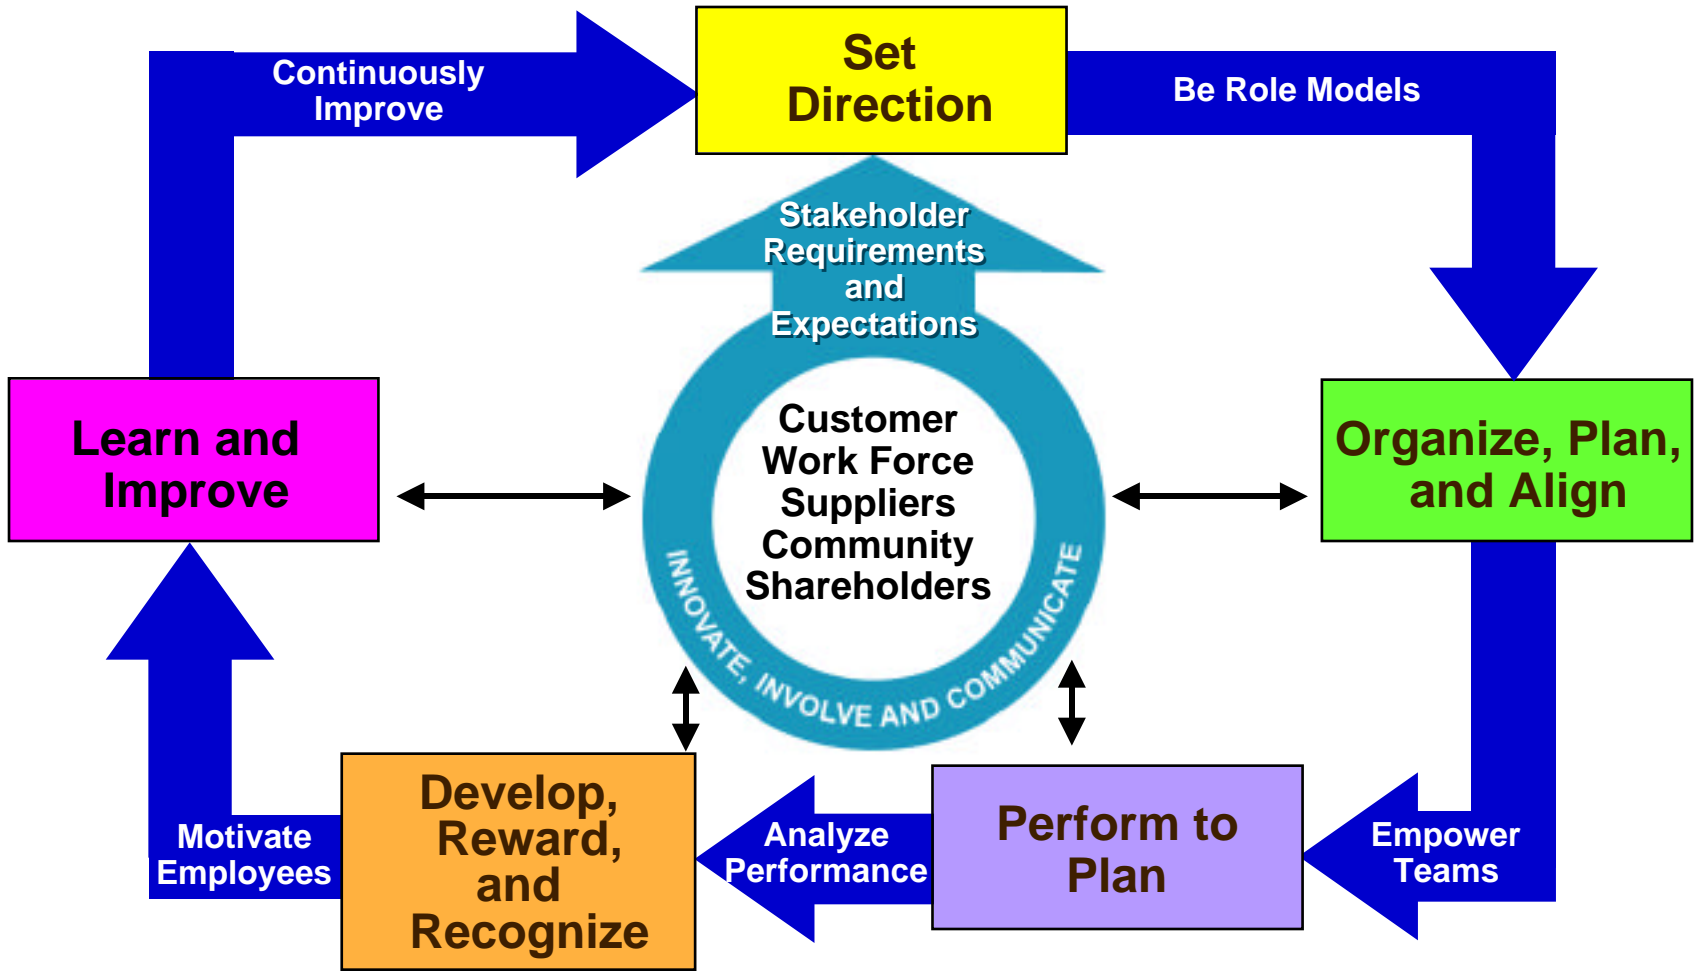 Set
Direction
Continuously
Improve
Be Role Models
Stakeholder
Requirements
and
Expectations
Learn and
Improve
Customer
Work Force
Suppliers
Community
Shareholders
Organize, Plan,
and Align
INNOVATE, INVOLVE AND COMMUNICATE
Motivate
Employees
Develop,
Reward,
and
Recognize
Analyze
Performance
Perform to
Plan
Empower
Teams